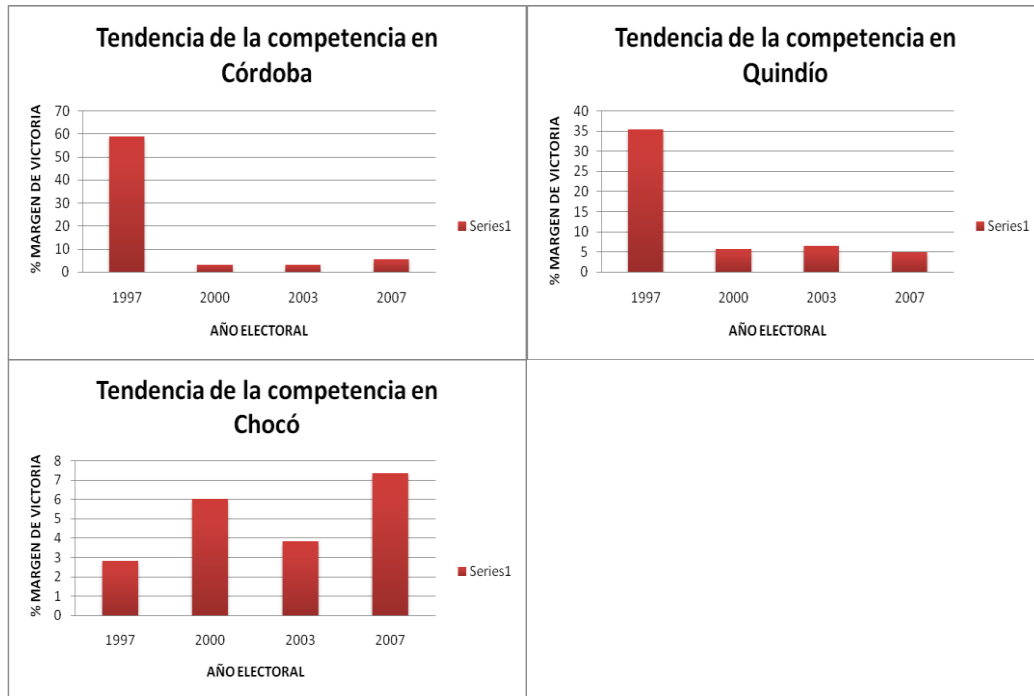 Tendencia de la competencia en
Córdoba
% MARGEN DE VICTORIA
70
60
50
40
30
20
10
0
1997 2000 2003 2007
AÑO ELECTORAL
Series1
Tendencia de la competencia en
Quindío
% MARGEN DE VICTORIA
40
35
30
25
20
15
10
5
0
1997 2000 2003 2007
AÑO ELECTORAL
Series1
Tendencia de la competencia en
Chocó
% MARGEN DE VICTORIA
8
7
6
5
4
3
2
1
0
1997 2000 2003 2007
AÑO ELECTORAL
Series1